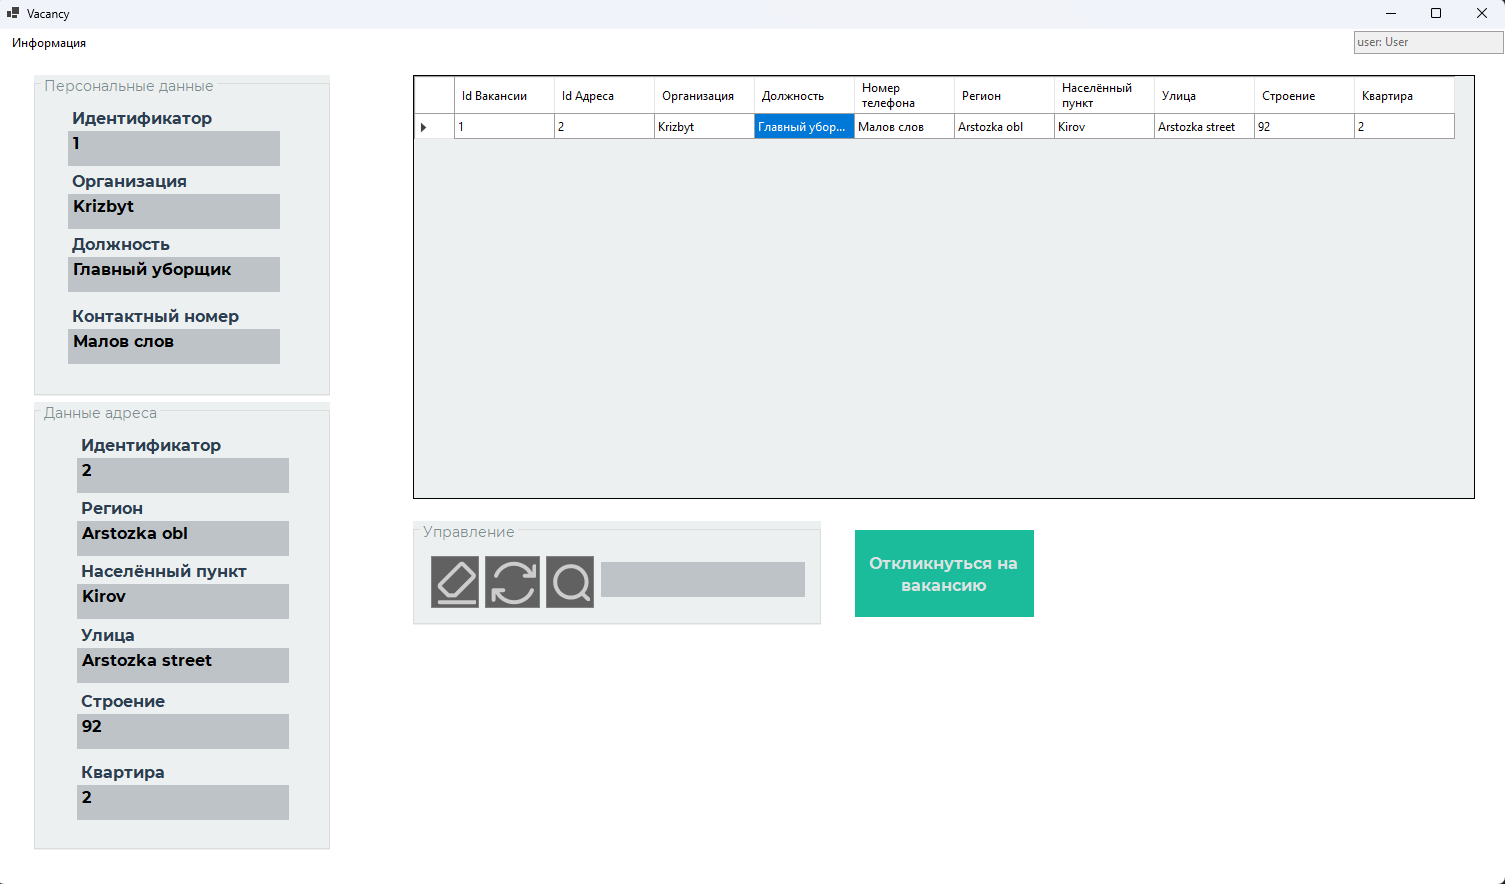 Vacancy
Информация
user: User
Персональные данные
Идентификатор
1
Организация
Krizbyt
Должность
Главный уборщик
Контактный номер
Малов слов
Данные адреса
Идентификатор
2
Регион
Arstozka obl
Населённый пункт
Kirov
Улица
Arstozka street
Строение
92
Квартира
2
Id Вакансии Id Адреса Организация Должность Номер телефона Регион Населённый пункт Улица Строение Квартира
1 2 Krizbyt Главный убор... Малов слов Arstozka obl Kirov Arstozka street 92 2
Управление
Откликнуться на
вакансию